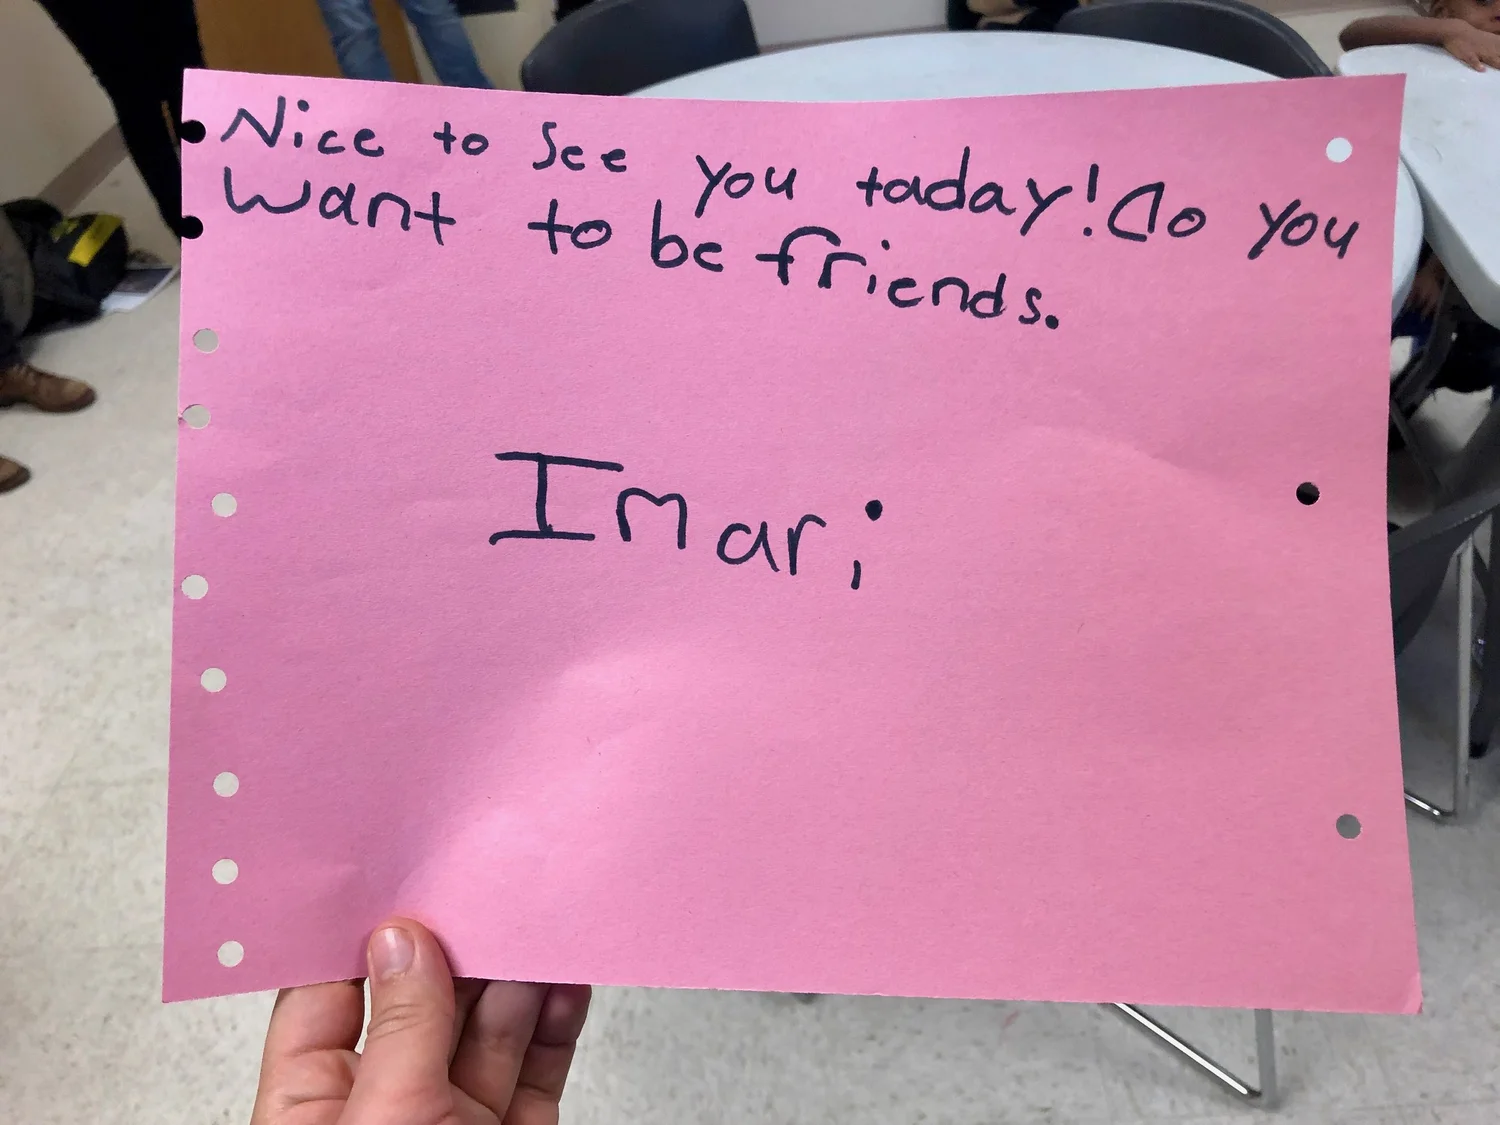 Nice to see you taday! Do you
want to be friends.
Imari